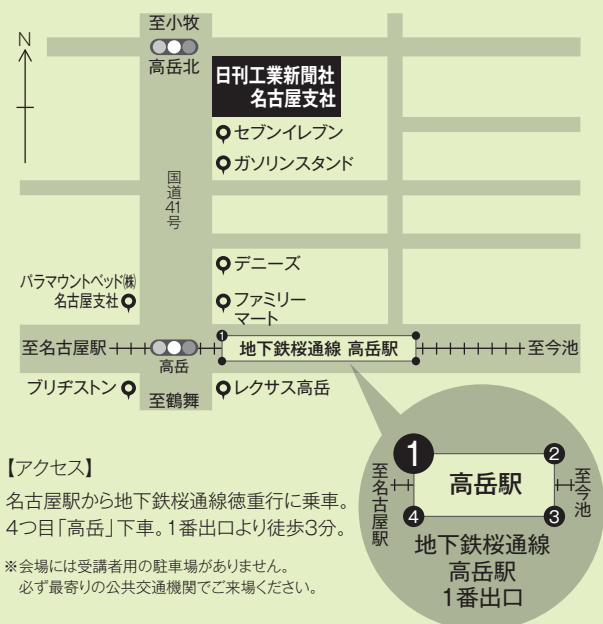 至小牧
N
高岳北
日刊工業新聞社
名古屋支社
セブンイレブン
ガソリンスタンド
国道41号
デニーズ
パラマウントベッド㈱
名古屋支社
ファミリー
マート
至名古屋駅
1
地下鉄桜通線 高岳駅
至今池
高岳
ブリヂストン
至鶴舞
レクサス高岳
1
2
至名古屋駅
高岳駅
至今池
4
3
地下鉄桜通線
高岳駅
1番出口
【アクセス】
名古屋駅から地下鉄桜通線徳重行に乗車。
4つ目「高岳」下車。1番出口より徒歩3分。
※会場には受講者用の駐車場がありません。
必ず最寄りの公共交通機関でご来場ください。